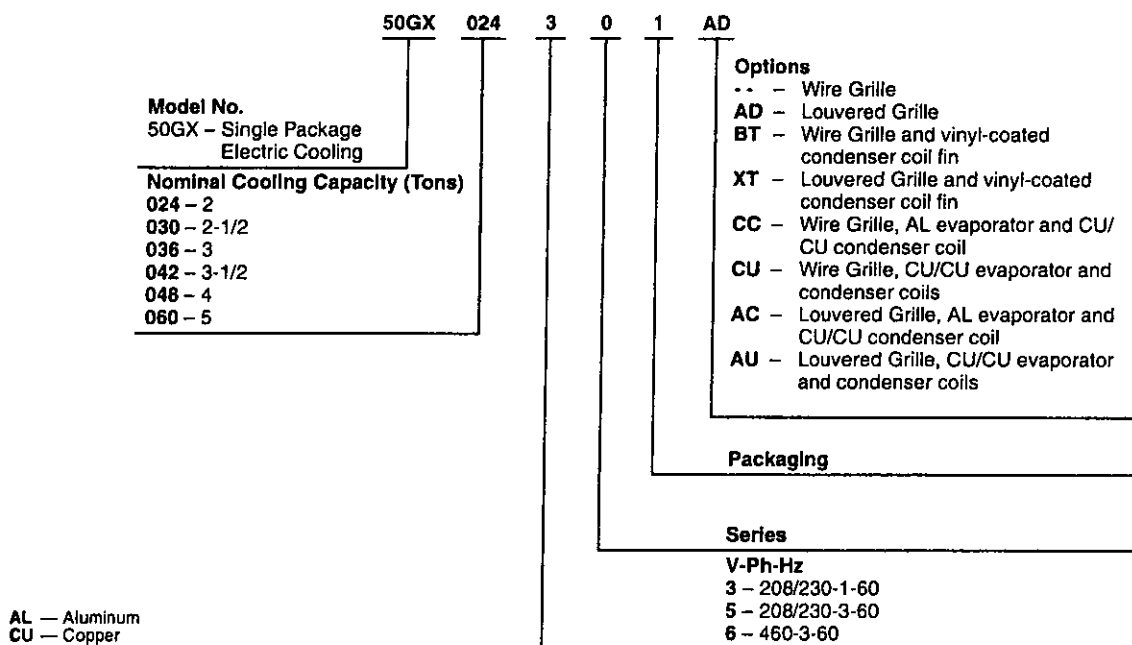 50GX 024 3 0 1 AD
Model No.
50GX – Single Package
Electric Cooling
Nominal Cooling Capacity (Tons)
024 – 2
030 – 2-1/2
036 – 3
042 – 3-1/2
048 – 4
060 – 5
Options
- - – Wire Grille
AD – Louvered Grille
BT – Wire Grille and vinyl-coated
condenser coil fin
XT – Louvered Grille and vinyl-coated
condenser coil fin
CC – Wire Grille, AL evaporator and CU/
CU condenser coil
CU – Wire Grille, CU/CU evaporator and
condenser coils
AC – Louvered Grille, AL evaporator and
CU/CU condenser coil
AU – Louvered Grille, CU/CU evaporator
and condenser coils
Packaging
Series
V-Ph-Hz
3 – 208/230-1-60
5 – 208/230-3-60
6 – 460-3-60
AL — Aluminum
CU — Copper